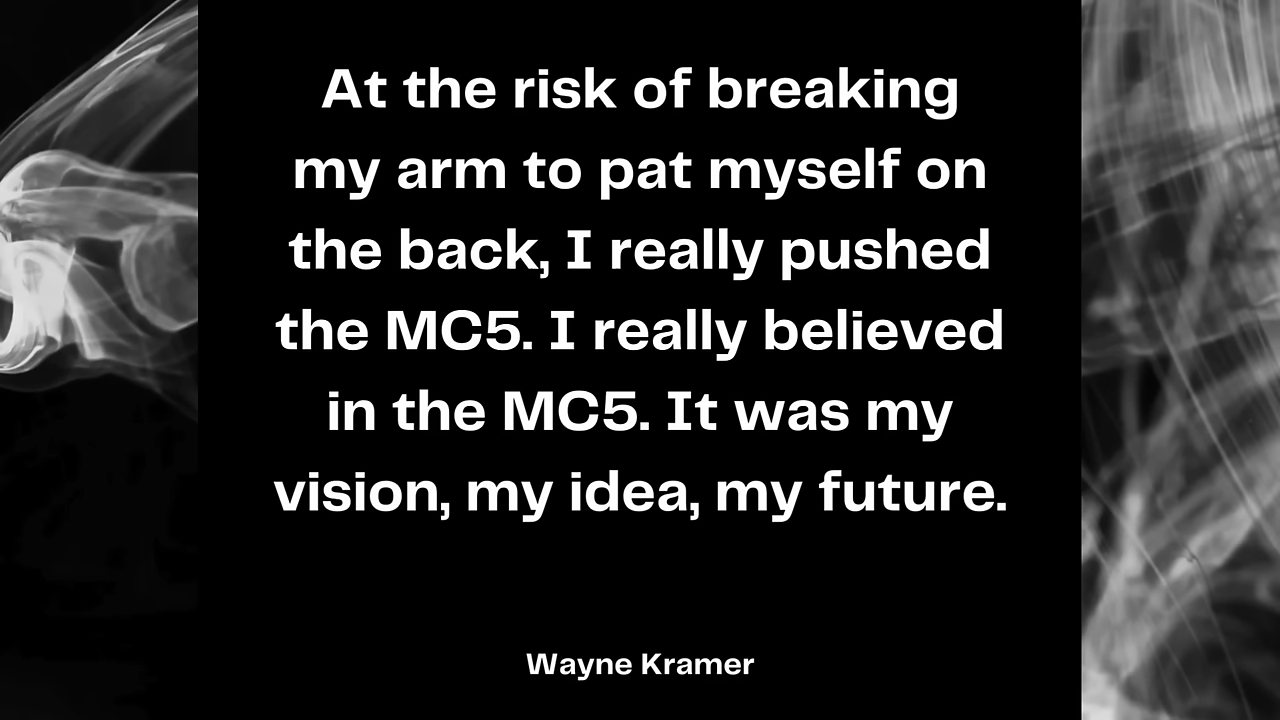 At the risk of breaking
my arm to pat myself on
the back, I really pushed
the MC5. I really believed
in the MC5. It was my
vision, my idea, my future.
Wayne Kramer